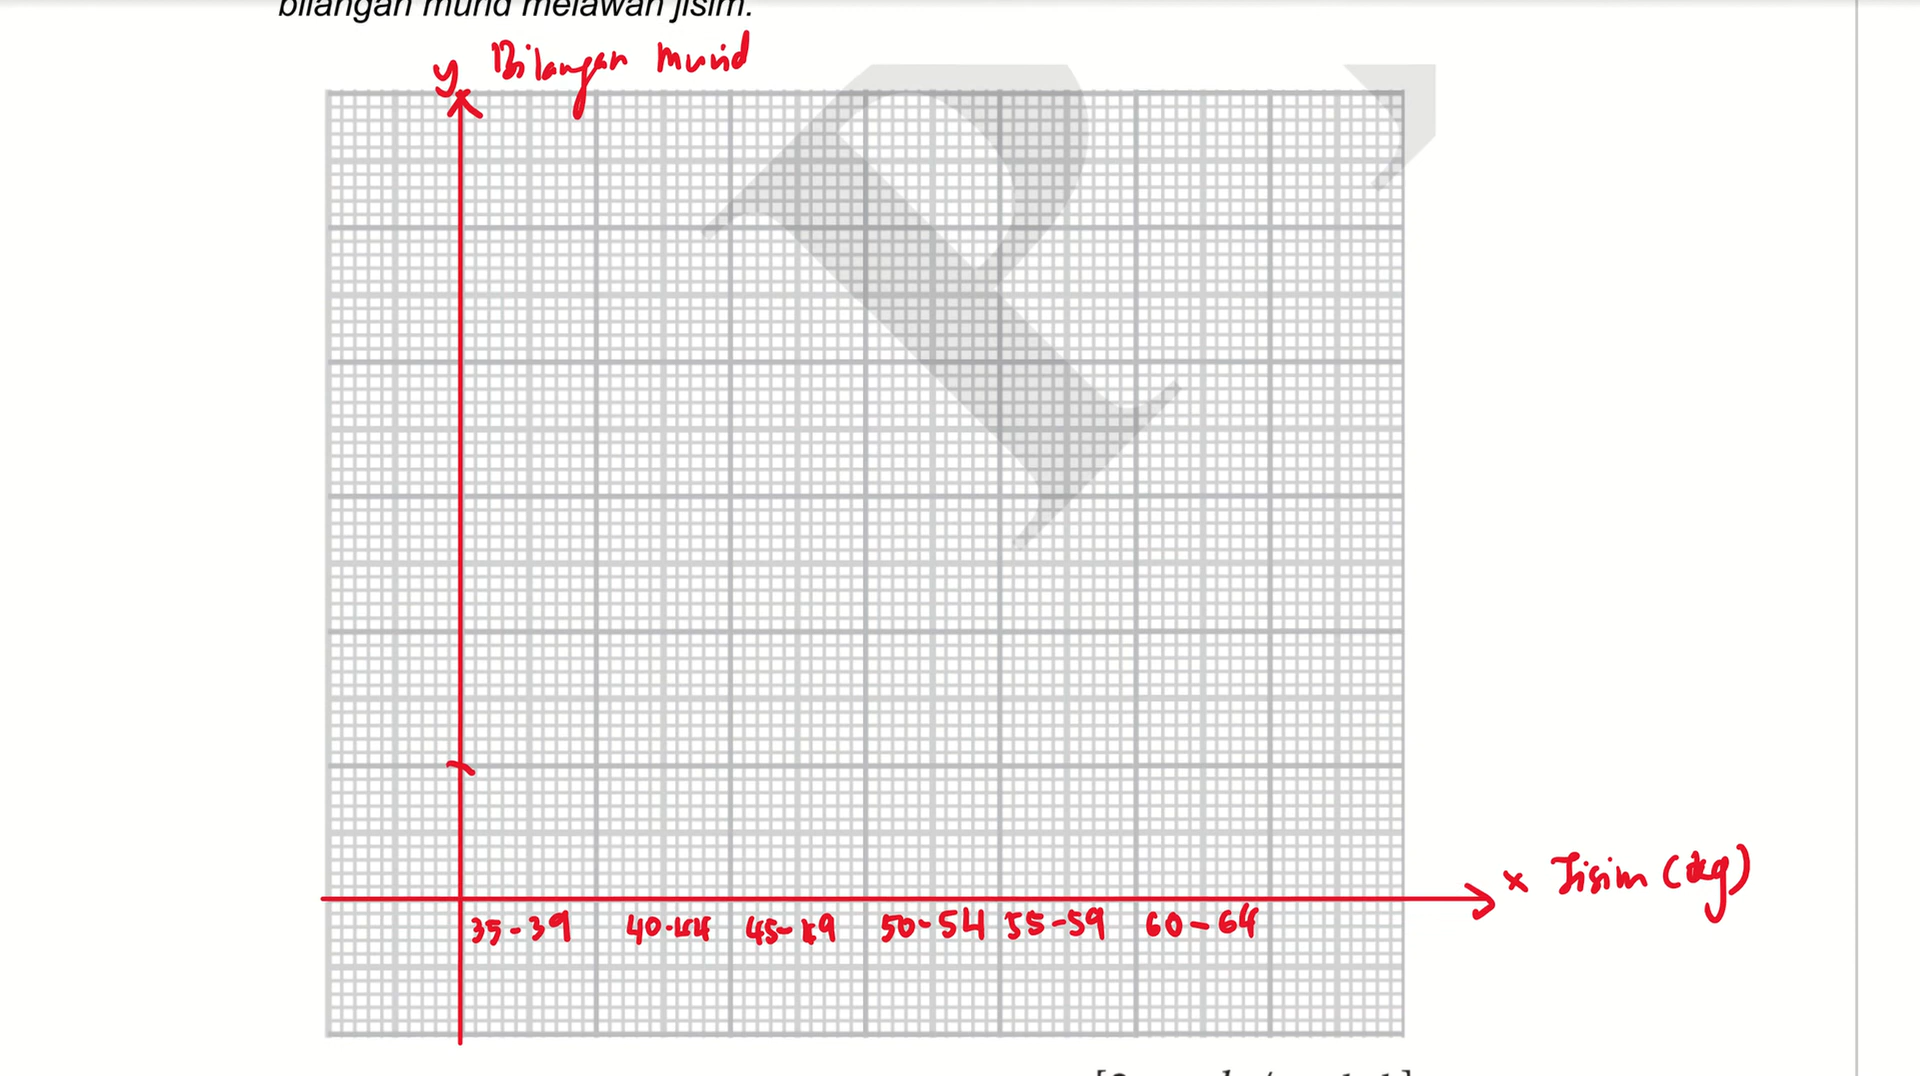 bilangan murid melawan jisim.
y Bilangan Murid
x Jisim (kg)
35-39 40-44 45-49 50-54 55-59 60-64